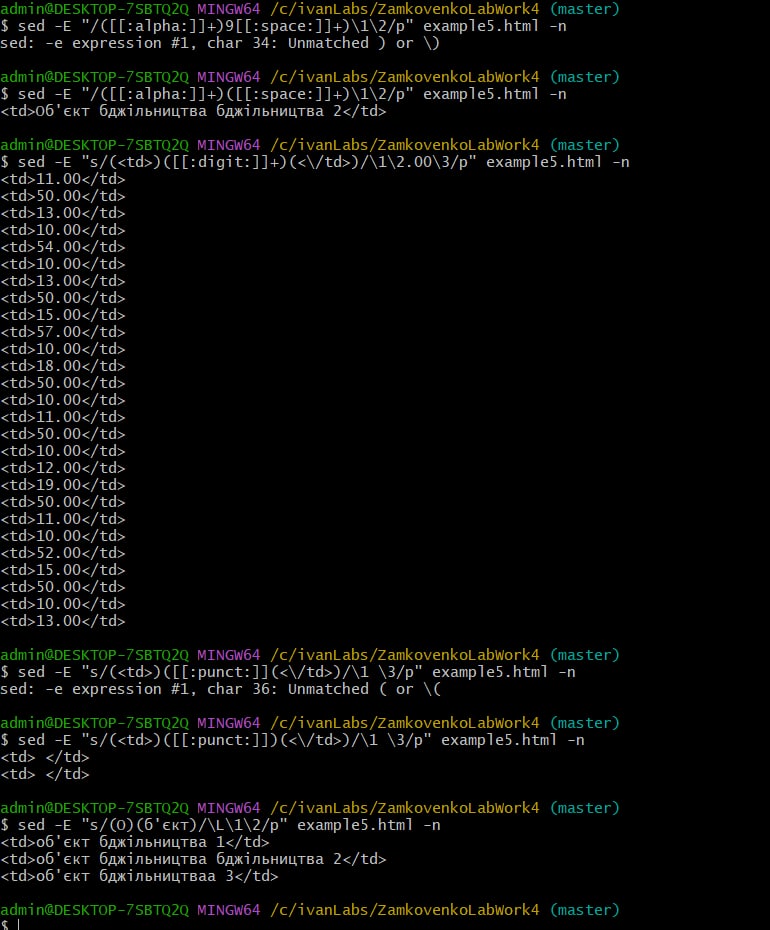 admin@DESKTOP-7SBTQ2Q MINGW64 /c/ivanLabs/ZamkovenkoLabWork4 (master)
$ sed -E "/([[:alpha:]]+)9[[:space:]]+)\1\2/p" example5.html -n
sed: -e expression #1, char 34: Unmatched ) or \)
admin@DESKTOP-7SBTQ2Q MINGW64 /c/ivanLabs/ZamkovenkoLabWork4 (master)
$ sed -E "/([[:alpha:]]+)([[:space:]]+)\1\2/p" example5.html -n
<td>Об'єкт бджільництва бджільництва 2</td>
admin@DESKTOP-7SBTQ2Q MINGW64 /c/ivanLabs/ZamkovenkoLabWork4 (master)
$ sed -E "s/(<td>)([[:digit:]]+)(<\/td>)/\1\2.00\3/p" example5.html -n
<td>11.00</td>
<td>50.00</td>
<td>13.00</td>
<td>10.00</td>
<td>54.00</td>
<td>10.00</td>
<td>13.00</td>
<td>50.00</td>
<td>15.00</td>
<td>57.00</td>
<td>10.00</td>
<td>18.00</td>
<td>50.00</td>
<td>10.00</td>
<td>11.00</td>
<td>50.00</td>
<td>10.00</td>
<td>12.00</td>
<td>19.00</td>
<td>50.00</td>
<td>11.00</td>
<td>10.00</td>
<td>52.00</td>
<td>15.00</td>
<td>50.00</td>
<td>10.00</td>
<td>13.00</td>
admin@DESKTOP-7SBTQ2Q MINGW64 /c/ivanLabs/ZamkovenkoLabWork4 (master)
$ sed -E "s/(<td>)([[:punct:]](<\/td>)/\1 \3/p" example5.html -n
sed: -e expression #1, char 36: Unmatched ( or \(
admin@DESKTOP-7SBTQ2Q MINGW64 /c/ivanLabs/ZamkovenkoLabWork4 (master)
$ sed -E "s/(<td>)([[:punct:]])(<\/td>)/\1 \3/p" example5.html -n
<td> </td>
<td> </td>
admin@DESKTOP-7SBTQ2Q MINGW64 /c/ivanLabs/ZamkovenkoLabWork4 (master)
$ sed -E "s/(О)(б'єкт)/\L\1\2/p" example5.html -n
<td>об'єкт бджільництва 1</td>
<td>об'єкт бджільництва бджільництва 2</td>
<td>об'єкт бджільництваа 3</td>
admin@DESKTOP-7SBTQ2Q MINGW64 /c/ivanLabs/ZamkovenkoLabWork4 (master)
$